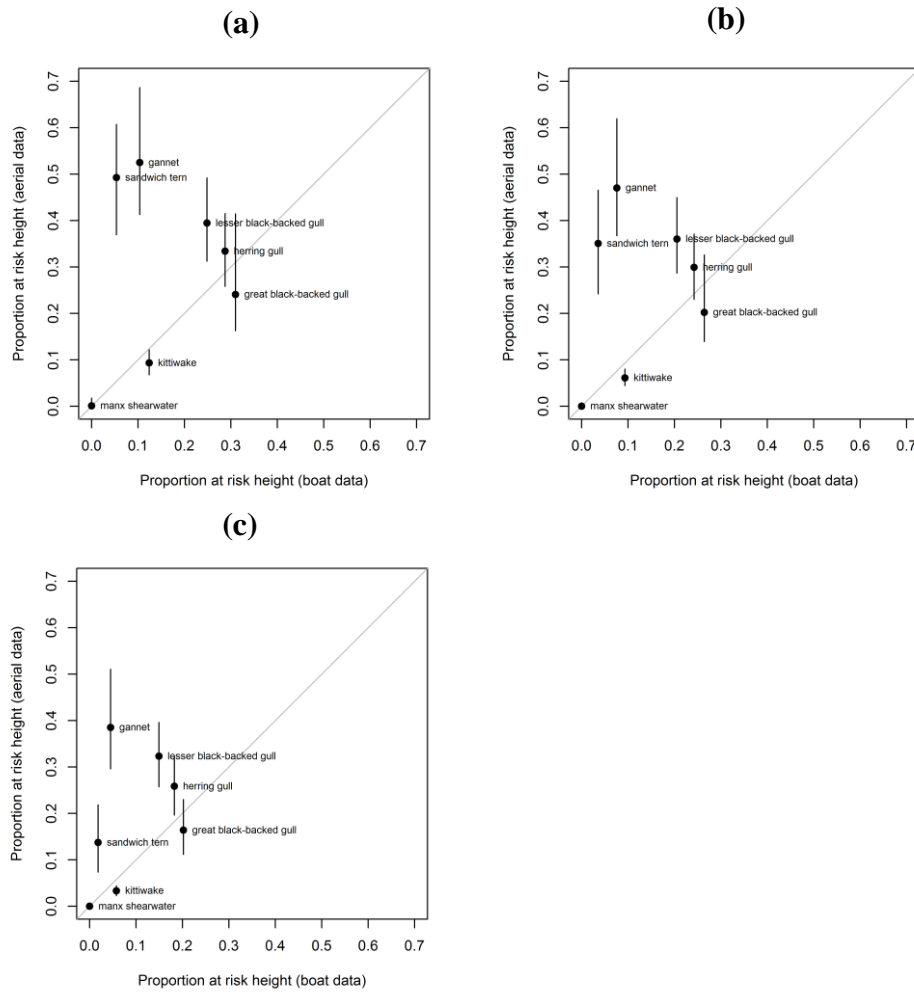 (a)
0.7
0.6
0.5
0.4
0.3
0.2
0.1
0.0
Proportion at risk height (aerial data)
gannet
sandwich tern
lesser black-backed gull
herring gull
great black-backed gull
kittiwake
manx shearwater
0.0 0.1 0.2 0.3 0.4 0.5 0.6 0.7
Proportion at risk height (boat data)
(b)
0.7
0.6
0.5
0.4
0.3
0.2
0.1
0.0
Proportion at risk height (aerial data)
gannet
sandwich tern
lesser black-backed gull
herring gull
great black-backed gull
kittiwake
manx shearwater
0.0 0.1 0.2 0.3 0.4 0.5 0.6 0.7
Proportion at risk height (boat data)
(c)
0.7
0.6
0.5
0.4
0.3
0.2
0.1
0.0
Proportion at risk height (aerial data)
gannet
lesser black-backed gull
herring gull
great black-backed gull
sandwich tern
kittiwake
manx shearwater
0.0 0.1 0.2 0.3 0.4 0.5 0.6 0.7
Proportion at risk height (boat data)